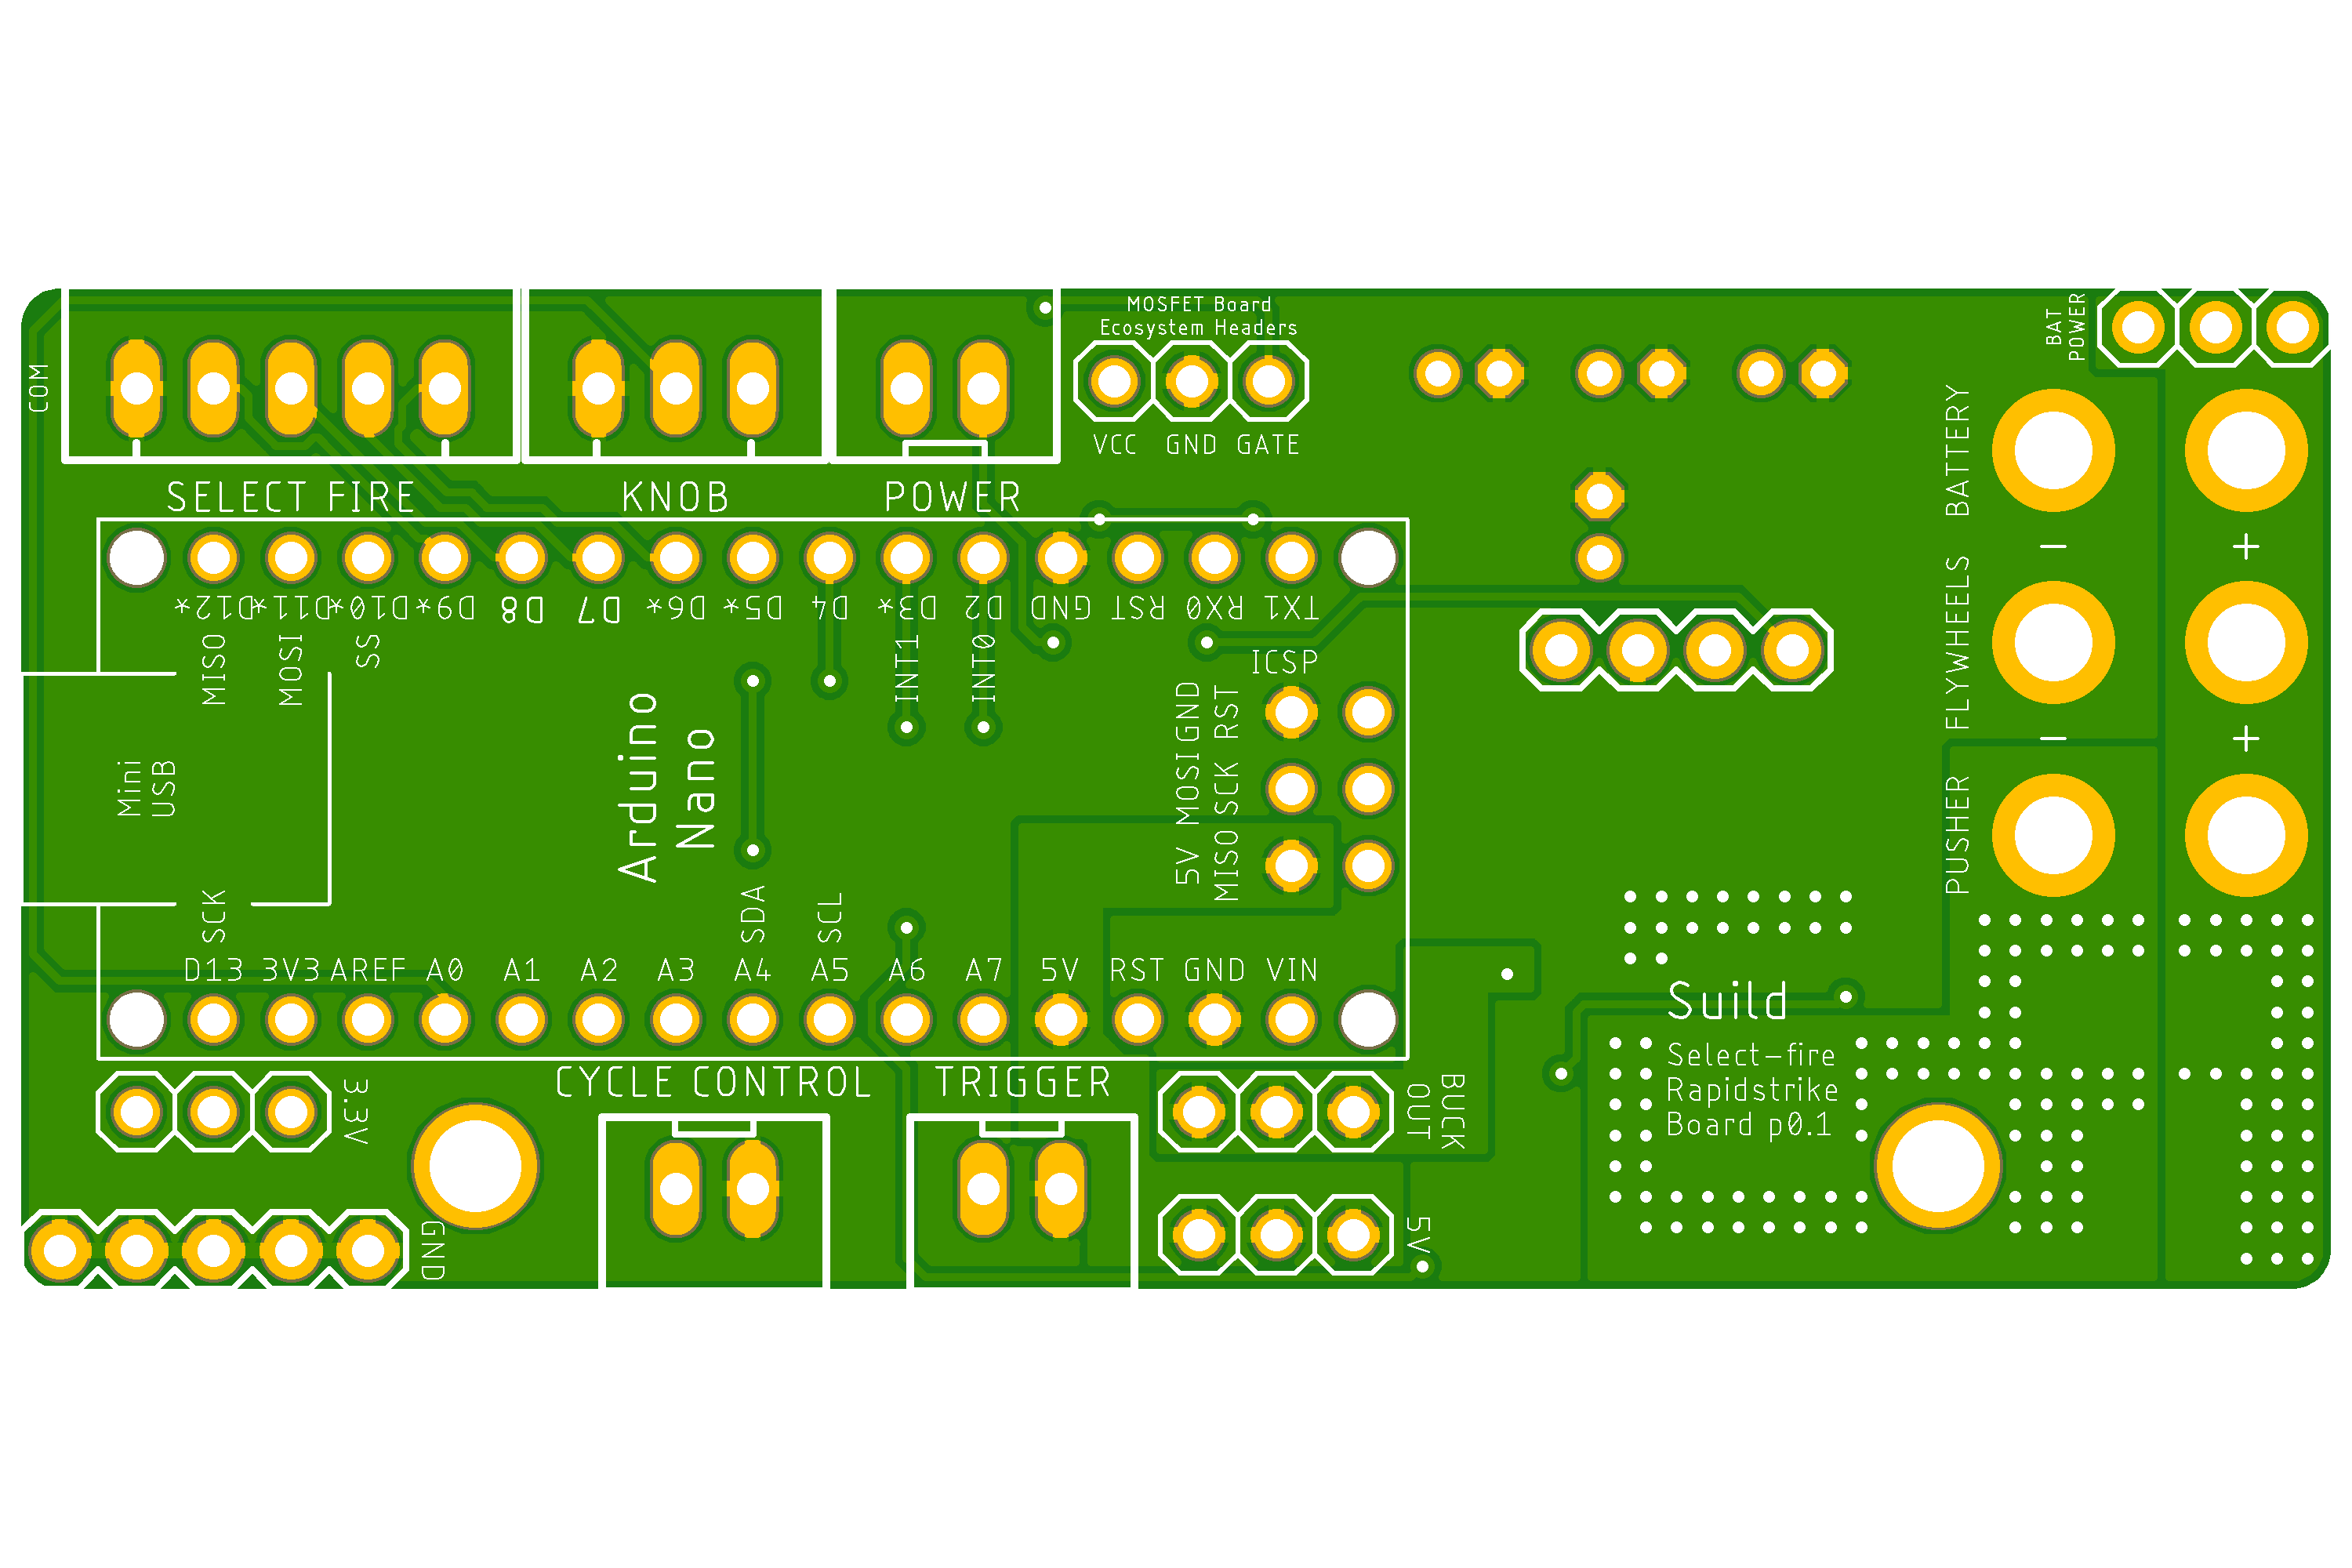 MOSFET Board
Ecosystem Headers
BAT
POWER
COM
VCC GND GATE
BATTERY
SELECT FIRE
KNOB
POWER
- +
D12* D11* D10* D9* D8 D7 D6* D5* D4 D3* D2 GND RST RX0 TX1
MISO
MOSI
SS
INT1
INT0
ICSP
FLYWHEELS
Arduino
Nano
5V MOSI GND
MISO SCK RST
- +
Mini
USB
PUSHER
SCK
SDA
SCL
D13 3V3 AREF A0 A1 A2 A3 A4 A5 A6 A7 5V RST GND VIN
Suild
Select-fire
Rapidstrike
Board p0.1
3.3V
CYCLE CONTROL
TRIGGER
BUCK
OUT
GND
5V